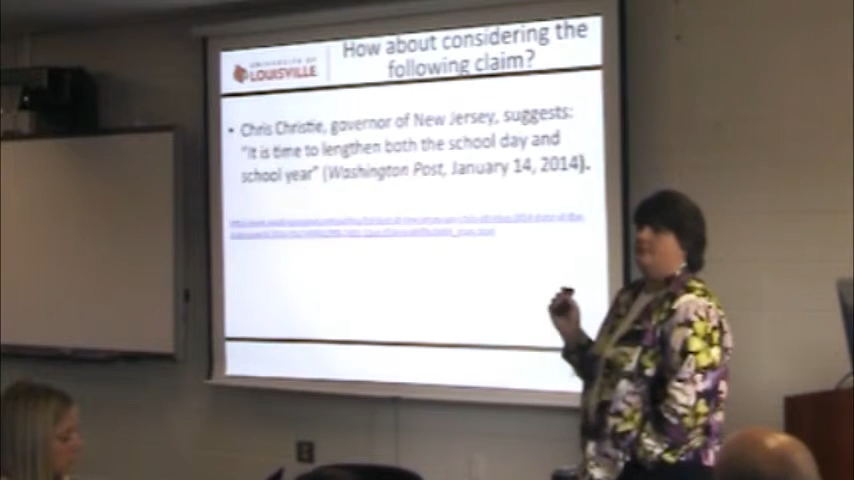 UNIVERSITY OF
LOUISVILLE
How about considering the
following claim?
• Chris Christie, governor of New Jersey, suggests:
"It is time to lengthen both the school day and
school year" (Washington Post, January 14, 2014).